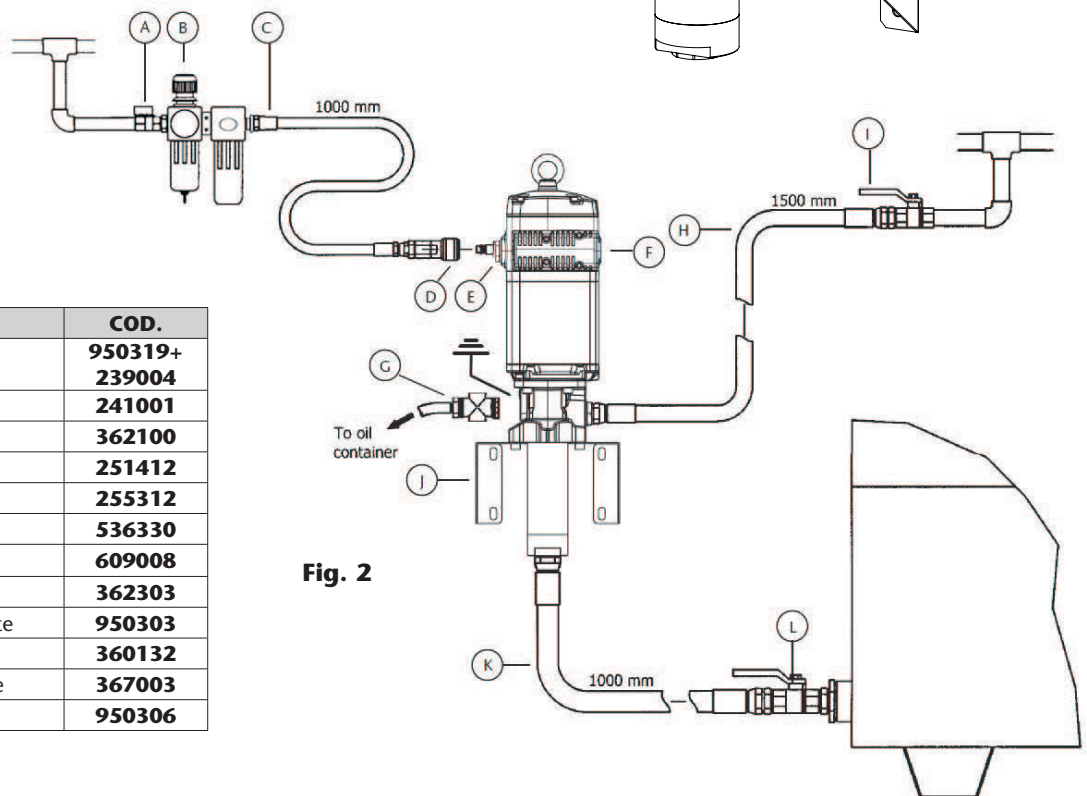 A
B
C
1000 mm
I
1500 mm
H
F
D
E
COD.
950319+
239004
241001
362100
251412
255312
536330
609008
362303
950303
360132
367003
950306
G
To oil
container
J
Fig. 2
L
K
1000 mm